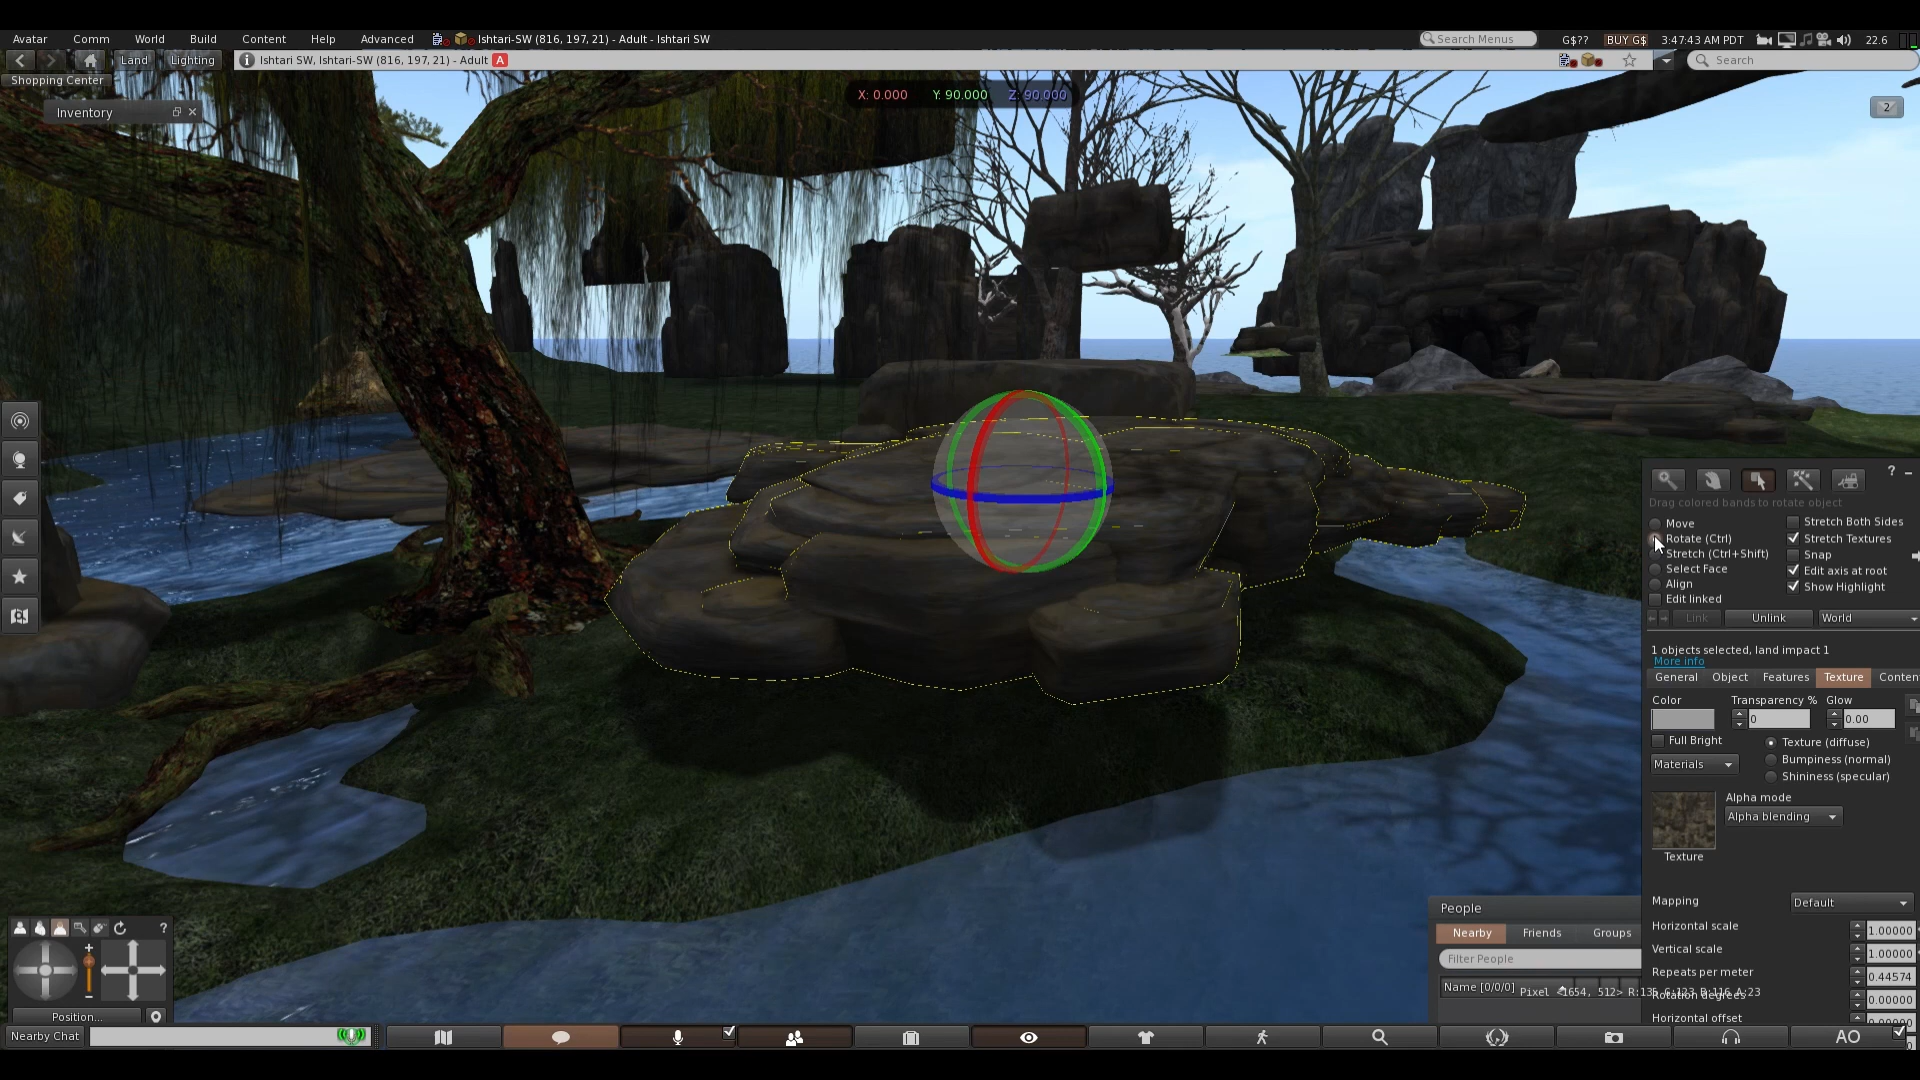 Avatar Comm World Build Content Help Advanced Ishtari-SW (816, 197, 21) - Adult - Ishtari SW Search Menus G$?? BUY G$ 3:47:43 AM PDT 22.6
Land Lighting Ishtari SW, Ishtari-SW (816, 197, 21) - Adult A Search
Shopping Center
X: 0.000 Y: 90.000 Z: 90.000
Inventory
2
?
Drag colored bands to rotate object
Move
Rotate (Ctrl)
Stretch (Ctrl+Shift)
Select Face
Align
Edit linked
Stretch Both Sides
Stretch Textures
Snap
Edit axis at root
Show Highlight
Link Unlink World
1 objects selected, land impact 1
More info
General Object Features Texture Conten
Color Transparency % Glow
0 0.00
Full Bright
Texture (diffuse)
Bumpiness (normal)
Shininess (specular)
Materials
Alpha mode
Alpha blending
Texture
Mapping Default
Horizontal scale 1.00000
Vertical scale 1.00000
Repeats per meter 0.44574
Rotation degrees 0.00000
Horizontal offset
People
Nearby Friends Groups
Filter People
Name [0/0/0]
?
Position...
Nearby Chat
AO